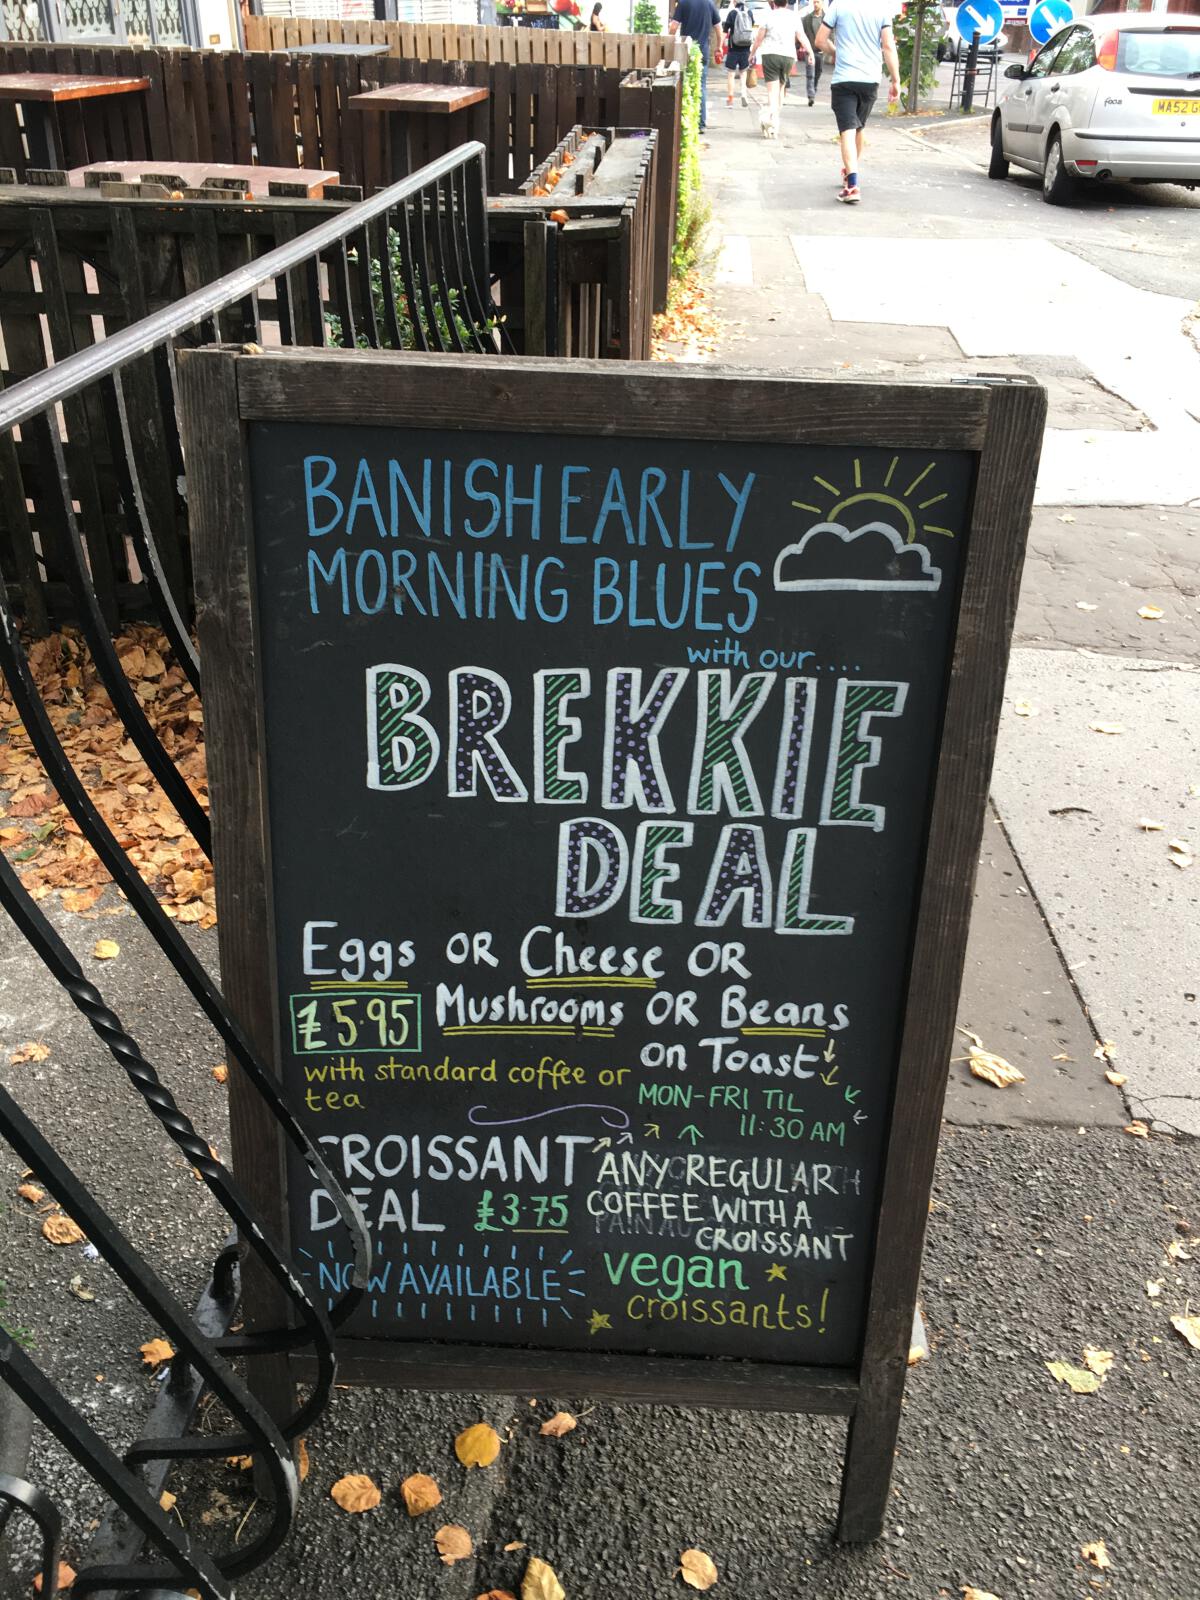 BANISH EARLY
MORNING BLUES
with our....
BREKKIE
DEAL
Eggs OR Cheese OR
£5.95 Mushrooms OR Beans
on Toast
with standard coffee or
tea
MON-FRI TIL
11:30 AM
CROISSANT
DEAL £3.75
ANY REGULAR
COFFEE WITH A
CROISSANT
NOW AVAILABLE
vegan
croissants!
focus
MA52 G